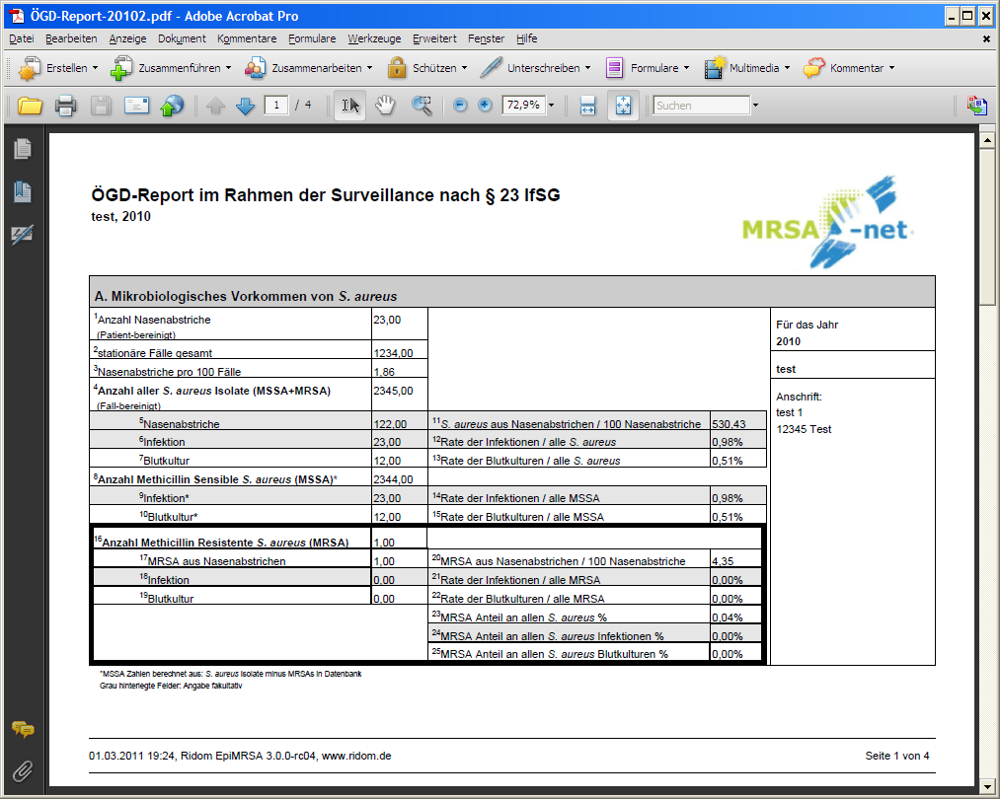 ÖGD-Report-20102.pdf - Adobe Acrobat Pro
Datei Bearbeiten Anzeige Dokument Kommentare Formulare Werkzeuge Erweitert Fenster Hilfe
Erstellen Zusammenführen Zusammenarbeiten Schützen Unterschreiben Formulare Multimedia Kommentar
1 / 4 72,9% Suchen
ÖGD-Report im Rahmen der Surveillance nach § 23 IfSG
test, 2010
MRSA -net
A. Mikrobiologisches Vorkommen von S. aureus
1Anzahl Nasenabstriche 23,00
(Patient-bereinigt)
2stationäre Fälle gesamt 1234,00
3Nasenabstriche pro 100 Fälle 1,86
4Anzahl aller S. aureus Isolate (MSSA+MRSA) 2345,00
(Fall-bereinigt)
5Nasenabstriche 122,00 11S. aureus aus Nasenabstrichen / 100 Nasenabstriche 530,43
6Infektion 23,00 12Rate der Infektionen / alle S. aureus 0,98%
7Blutkultur 12,00 13Rate der Blutkulturen / alle S. aureus 0,51%
8Anzahl Methicillin Sensible S. aureus (MSSA)* 2344,00
9Infektion* 23,00 14Rate der Infektionen / alle MSSA 0,98%
10Blutkultur* 12,00 15Rate der Blutkulturen / alle MSSA 0,51%
16Anzahl Methicillin Resistente S. aureus (MRSA) 1,00
17MRSA aus Nasenabstrichen 1,00 20MRSA aus Nasenabstrichen / 100 Nasenabstriche 4,35
18Infektion 0,00 21Rate der Infektionen / alle MRSA 0,00%
19Blutkultur 0,00 22Rate der Blutkulturen / alle MRSA 0,00%
23MRSA Anteil an allen S. aureus % 0,04%
24MRSA Anteil an allen S. aureus Infektionen % 0,00%
25MRSA Anteil an allen S. aureus Blutkulturen % 0,00%
Für das Jahr
2010
test
Anschrift:
test 1
12345 Test
*MSSA Zahlen berechnet aus: S. aureus Isolate minus MRSAs in Datenbank
Grau hinterlegte Felder: Angabe fakultativ
01.03.2011 19:24, Ridom EpiMRSA 3.0.0-rc04, www.ridom.de Seite 1 von 4